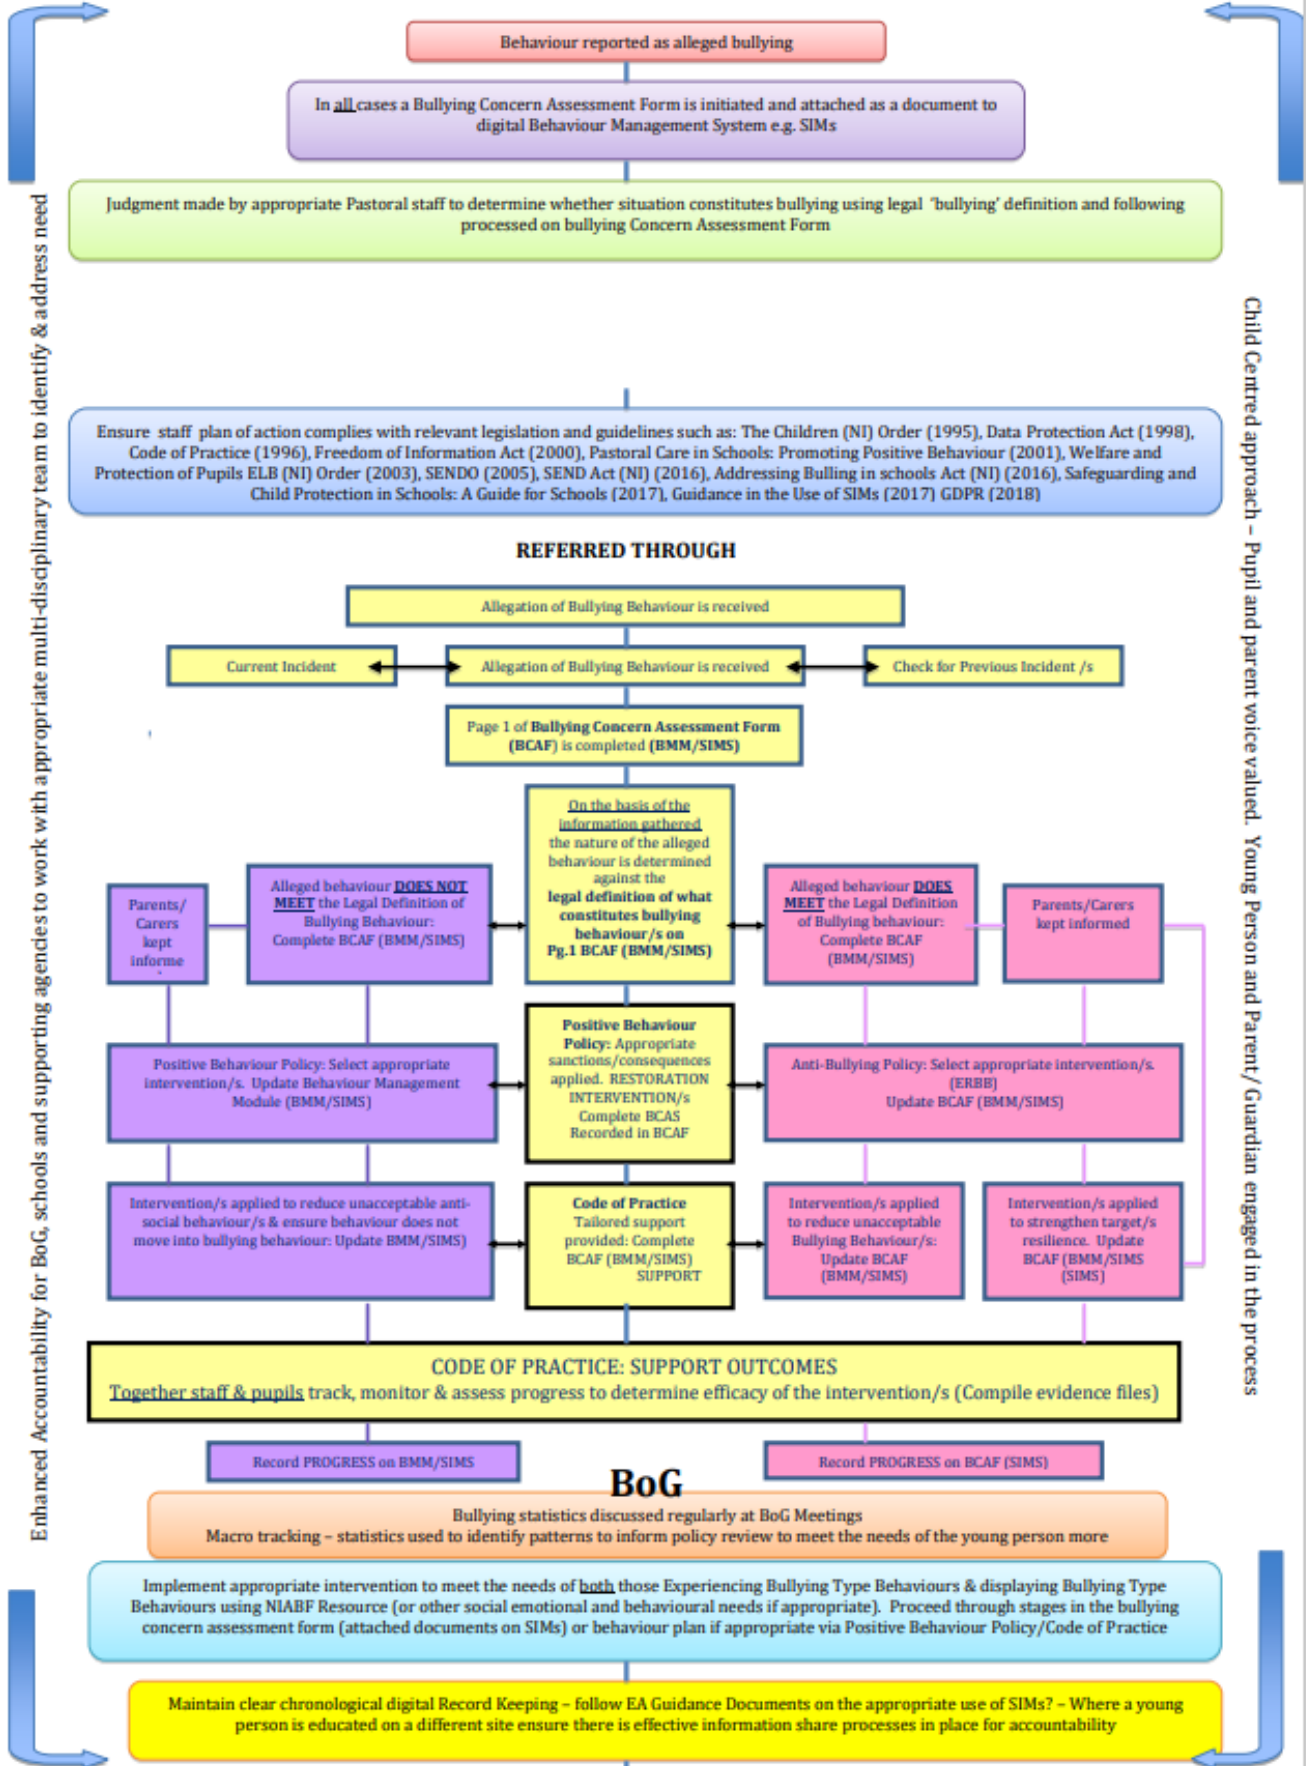 Behaviour reported as alleged bullying
In all cases a Bullying Concern Assessment Form is initiated and attached as a document to
digital Behaviour Management System e.g. SIMs
Judgment made by appropriate Pastoral staff to determine whether situation constitutes bullying using legal 'bullying' definition and following
processed on bullying Concern Assessment Form
Enhanced Accountability for BoG, schools and supporting agencies to work with appropriate multi-disciplinary team to identify & address need
Child Centred approach – Pupil and parent voice valued. Young Person and Parent/ Guardian engaged in the process
Ensure staff plan of action complies with relevant legislation and guidelines such as: The Children (NI) Order (1995), Data Protection Act (1998),
Code of Practice (1996), Freedom of Information Act (2000), Pastoral Care in Schools: Promoting Positive Behaviour (2001), Welfare and
Protection of Pupils ELB (NI) Order (2003), SENDO (2005), SEND Act (NI) (2016), Addressing Bulling in schools Act (NI) (2016), Safeguarding and
Child Protection in Schools: A Guide for Schools (2017), Guidance in the Use of SIMs (2017) GDPR (2018)
REFERRED THROUGH
Allegation of Bullying Behaviour is received
Current Incident
Allegation of Bullying Behaviour is received
Check for Previous Incident /s
Page 1 of Bullying Concern Assessment Form
(BCAF) is completed (BMM/SIMS)
On the basis of the
information gathered
the nature of the alleged
behaviour is determined
against the
legal definition of what
constitutes bullying
behaviour/s on
Pg.1 BCAF (BMM/SIMS)
Parents/
Carers
kept
informe
Alleged behaviour DOES NOT
MEET the Legal Definition of
Bullying Behaviour:
Complete BCAF (BMM/SIMS)
Alleged behaviour DOES
MEET the Legal Definition
of Bullying behaviour:
Complete BCAF
(BMM/SIMS)
Parents/Carers
kept informed
Positive Behaviour Policy: Select appropriate
intervention/s. Update Behaviour Management
Module (BMM/SIMS)
Positive Behaviour
Policy: Appropriate
sanctions/consequences
applied. RESTORATION
INTERVENTION/s
Complete BCAS
Recorded in BCAF
Anti-Bullying Policy: Select appropriate intervention/s.
(ERBB)
Update BCAF (BMM/SIMS)
Intervention/s applied to reduce unacceptable anti-
social behaviour/s & ensure behaviour does not
move into bullying behaviour: Update BMM/SIMS)
Code of Practice
Tailored support
provided: Complete
BCAF (BMM/SIMS)
SUPPORT
Intervention/s applied
to reduce unacceptable
Bullying Behaviour/s:
Update BCAF
(BMM/SIMS)
Intervention/s applied
to strengthen target/s
resilience. Update
BCAF (BMM/SIMS
(SIMS)
CODE OF PRACTICE: SUPPORT OUTCOMES
Together staff & pupils track, monitor & assess progress to determine efficacy of the intervention/s (Compile evidence files)
Record PROGRESS on BMM/SIMS
Record PROGRESS on BCAF (SIMS)
BoG
Bullying statistics discussed regularly at BoG Meetings
Macro tracking – statistics used to identify patterns to inform policy review to meet the needs of the young person more
Implement appropriate intervention to meet the needs of both those Experiencing Bullying Type Behaviours & displaying Bullying Type
Behaviours using NIABF Resource (or other social emotional and behavioural needs if appropriate). Proceed through stages in the bullying
concern assessment form (attached documents on SIMs) or behaviour plan if appropriate via Positive Behaviour Policy/Code of Practice
Maintain clear chronological digital Record Keeping – follow EA Guidance Documents on the appropriate use of SIMs? – Where a young
person is educated on a different site ensure there is effective information share processes in place for accountability